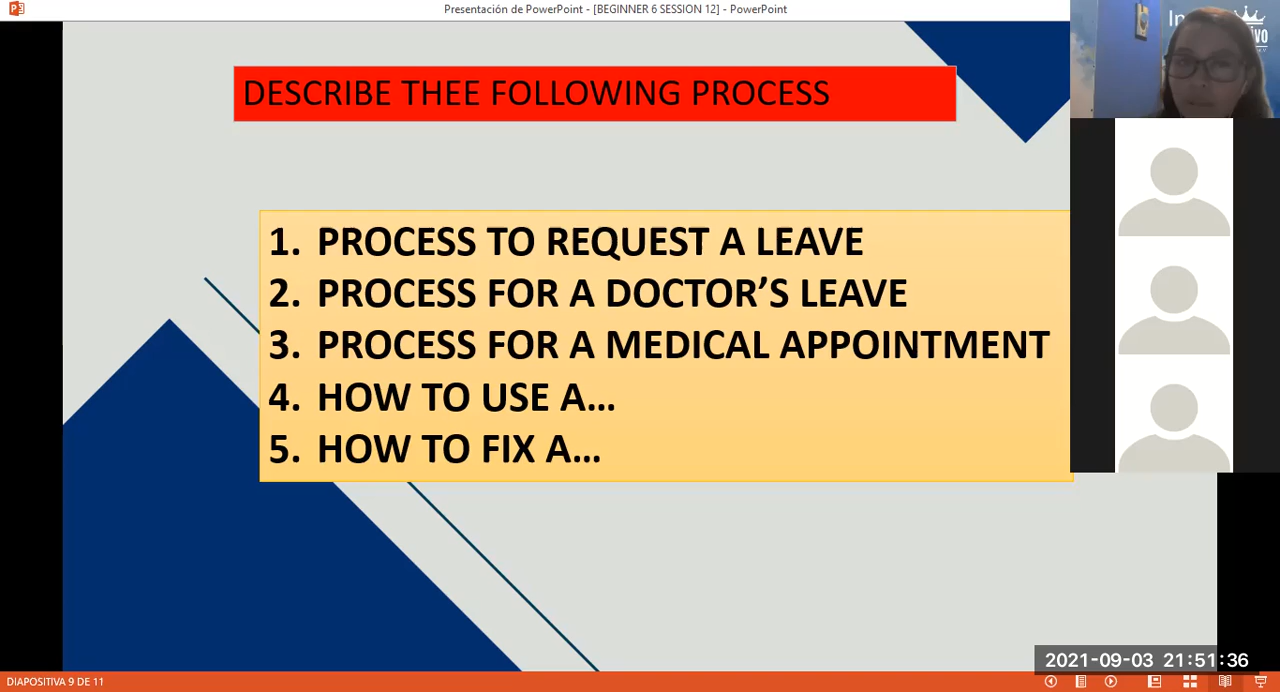 Presentación de PowerPoint - [BEGINNER 6 SESSION 12] - PowerPoint
DESCRIBE THEE FOLLOWING PROCESS
1. PROCESS TO REQUEST A LEAVE
2. PROCESS FOR A DOCTOR’S LEAVE
3. PROCESS FOR A MEDICAL APPOINTMENT
4. HOW TO USE A…
5. HOW TO FIX A…
2021-09-03 21:51:36
DIAPOSITIVA 9 DE 11